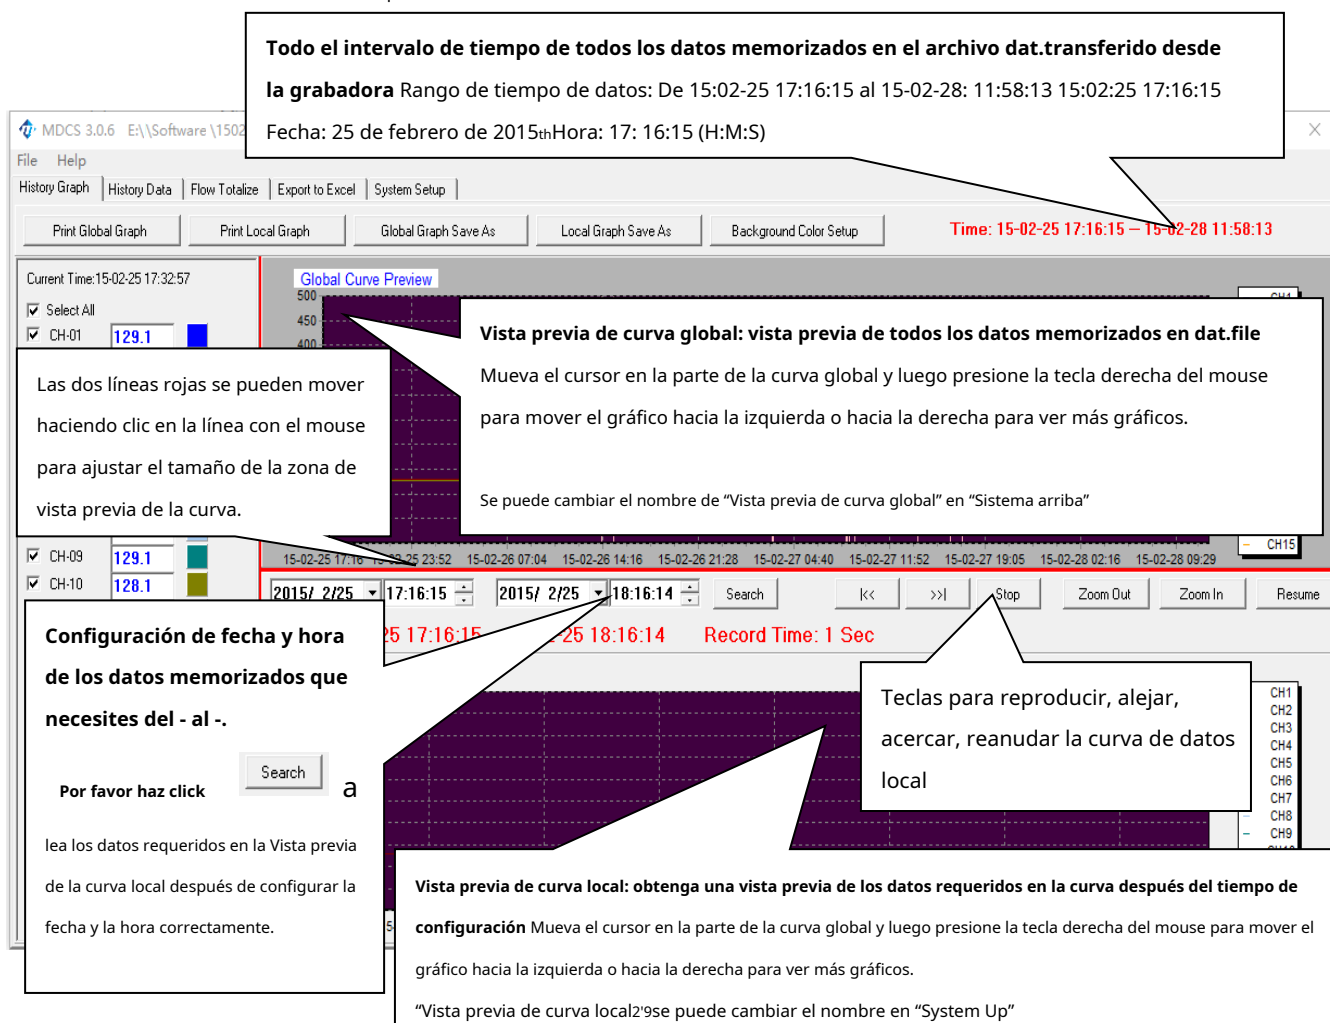 Todo el intervalo de tiempo de todos los datos memorizados en el archivo dat.transferido desde
la grabadora Rango de tiempo de datos: De 15:02-25 17:16:15 al 15-02-28: 11:58:13 15:02:25 17:16:15
Fecha: 25 de febrero de 2015thHora: 17: 16:15 (H:M:S)
MDCS 3.0.6 E:\\Software \1502
File Help
History Graph History Data Flow Totalize Export to Excel System Setup
Print Global Graph Print Local Graph Global Graph Save As Local Graph Save As Background Color Setup Time: 15-02-25 17:16:15 -- 15-02-28 11:58:13
Current Time:15-02-25 17:32:57
Select All
CH-01 129.1
Global Curve Preview
500
450
400
CH1
Vista previa de curva global: vista previa de todos los datos memorizados en dat.file
Mueva el cursor en la parte de la curva global y luego presione la tecla derecha del mouse
para mover el gráfico hacia la izquierda o hacia la derecha para ver más gráficos.
Se puede cambiar el nombre de “Vista previa de curva global” en “Sistema arriba”
Las dos líneas rojas se pueden mover
haciendo clic en la línea con el mouse
para ajustar el tamaño de la zona de
vista previa de la curva.
CH15
CH-09 129.1
CH-10 128.1
15-02-25 17:16 15-02-25 23:52 15-02-26 07:04 15-02-26 14:16 15-02-26 21:28 15-02-27 04:40 15-02-27 11:52 15-02-27 19:05 15-02-28 02:16 15-02-28 09:29
2015/ 2/25 17:16:15 2015/ 2/25 18:16:14 Search |<< >>| Stop Zoom Out Zoom In Resume
25 17:16:15 -25 18:16:14 Record Time: 1 Sec
Configuración de fecha y hora
de los datos memorizados que
necesites del - al -.
Por favor haz click Search a
lea los datos requeridos en la Vista previa
de la curva local después de configurar la
fecha y la hora correctamente.
Teclas para reproducir, alejar,
acercar, reanudar la curva de datos
local
CH1
CH2
CH3
CH4
CH5
CH6
CH7
CH8
CH9
Vista previa de curva local: obtenga una vista previa de los datos requeridos en la curva después del tiempo de
configuración Mueva el cursor en la parte de la curva global y luego presione la tecla derecha del mouse para mover el
gráfico hacia la izquierda o hacia la derecha para ver más gráficos.
“Vista previa de curva local2'9se puede cambiar el nombre en “System Up”